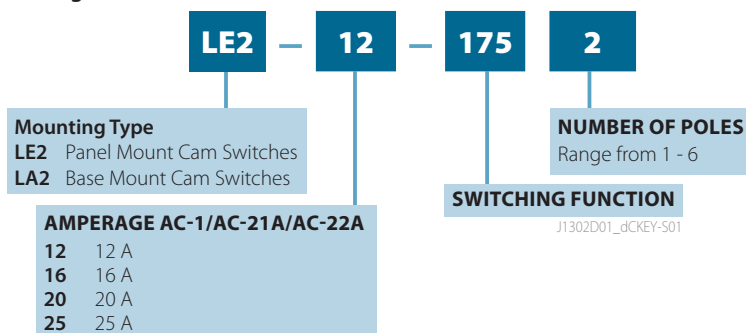 LE2 – 12 – 175 2
Mounting Type
LE2 Panel Mount Cam Switches
LA2 Base Mount Cam Switches
NUMBER OF POLES
Range from 1 - 6
SWITCHING FUNCTION
J1302D01_dCKEY-S01
AMPERAGE AC-1/AC-21A/AC-22A
12 12 A
16 16 A
20 20 A
25 25 A